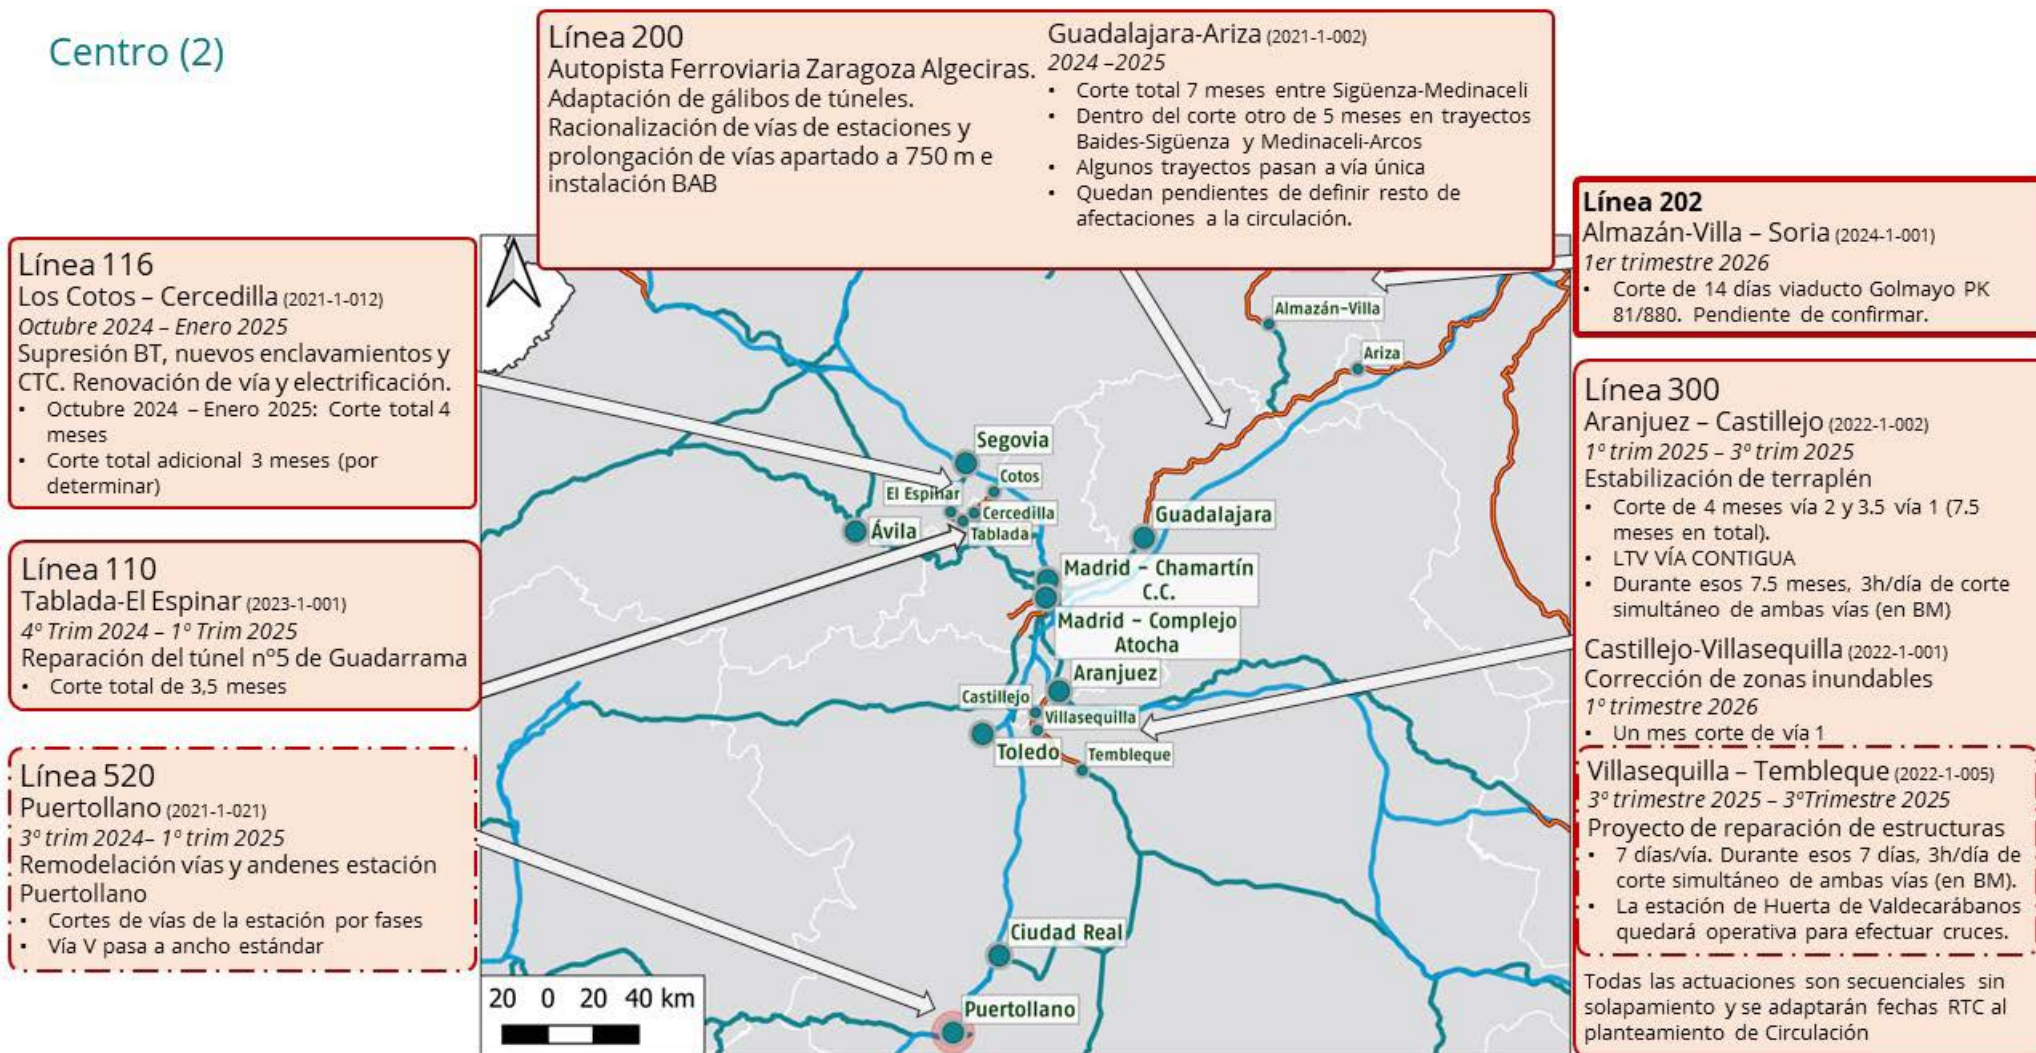 Centro (2)
Línea 200
Autopista Ferroviaria Zaragoza Algeciras.
Adaptación de gálibos de túneles.
Racionalización de vías de estaciones y
prolongación de vías apartado a 750 m e
instalación BAB
Guadalajara-Ariza (2021-1-002)
2024 –2025
• Corte total 7 meses entre Sigüenza-Medinaceli
• Dentro del corte otro de 5 meses en trayectos
Baides-Sigüenza y Medinaceli-Arcos
• Algunos trayectos pasan a vía única
• Quedan pendientes de definir resto de
afectaciones a la circulación.
Línea 116
Los Cotos – Cercedilla (2021-1-012)
Octubre 2024 – Enero 2025
Supresión BT, nuevos enclavamientos y
CTC. Renovación de vía y electrificación.
• Octubre 2024 – Enero 2025: Corte total 4
meses
• Corte total adicional 3 meses (por
determinar)
Línea 110
Tablada-El Espinar (2023-1-001)
4º Trim 2024 – 1º Trim 2025
Reparación del túnel nº5 de Guadarrama
• Corte total de 3,5 meses
Línea 520
Puertollano (2021-1-021)
3º trim 2024– 1º trim 2025
Remodelación vías y andenes estación
Puertollano
• Cortes de vías de la estación por fases
• Vía V pasa a ancho estándar
Línea 202
Almazán-Villa – Soria (2024-1-001)
1er trimestre 2026
• Corte de 14 días viaducto Golmayo PK
81/880. Pendiente de confirmar.
Línea 300
Aranjuez – Castillejo (2022-1-002)
1º trim 2025 – 3º trim 2025
Estabilización de terraplén
• Corte de 4 meses vía 2 y 3.5 vía 1 (7.5
meses en total).
• LTV VÍA CONTIGUA
• Durante esos 7.5 meses, 3h/día de corte
simultáneo de ambas vías (en BM)
Castillejo-Villasequilla (2022-1-001)
Corrección de zonas inundables
1º trimestre 2026
• Un mes corte de vía 1
Villasequilla – Tembleque (2022-1-005)
3º trimestre 2025 – 3ºTrimestre 2025
Proyecto de reparación de estructuras
• 7 días/vía. Durante esos 7 días, 3h/día de
corte simultáneo de ambas vías (en BM).
• La estación de Huerta de Valdecarábanos
quedará operativa para efectuar cruces.
Todas las actuaciones son secuenciales sin
solapamiento y se adaptarán fechas RTC al
planteamiento de Circulación
Almazán–Villa
Ariza
Segovia
Cotos
El Espinar
Cercedilla
Ávila
Tablada
Guadalajara
Madrid – Chamartín
C.C.
Madrid – Complejo
Atocha
Aranjuez
Castillejo
Villasequilla
Toledo
Tembleque
Ciudad Real
Puertollano
20 0 20 40 km